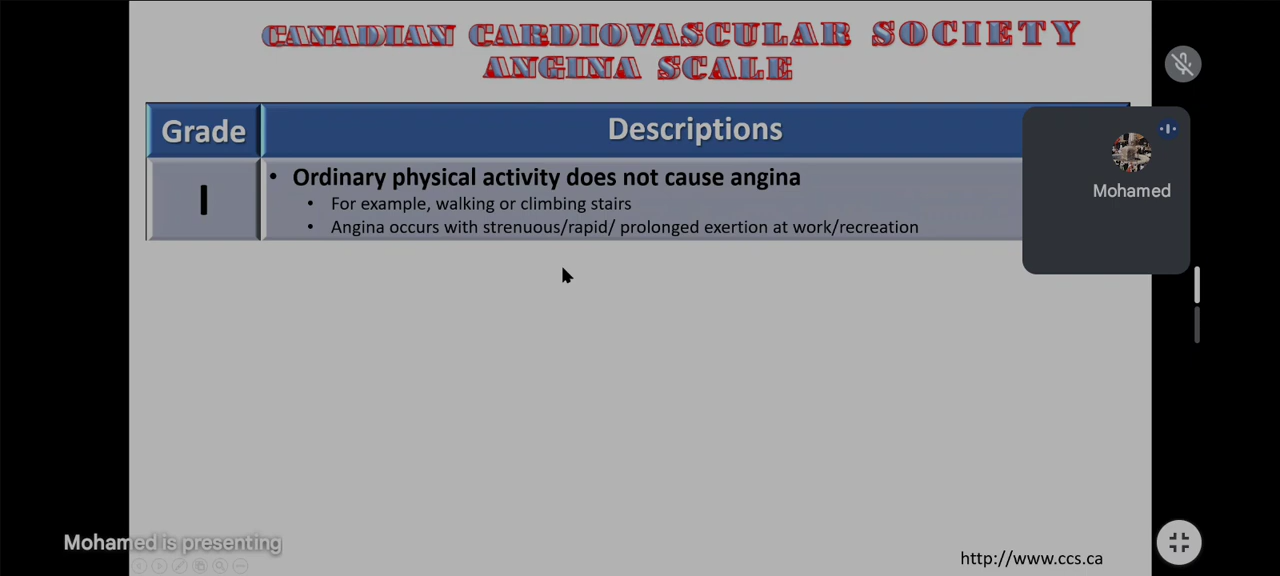 CANADIAN CARDIOVASCULAR SOCIETY
ANGINA SCALE
Grade
Descriptions
I
• Ordinary physical activity does not cause angina
• For example, walking or climbing stairs
• Angina occurs with strenuous/rapid/ prolonged exertion at work/recreation
Mohamed
Mohamed is presenting
http://www.ccs.ca